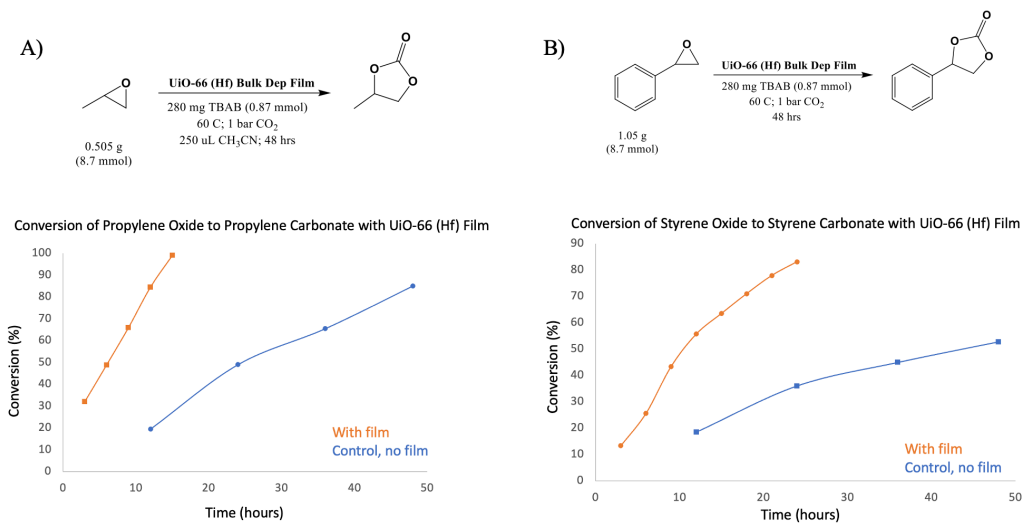 A)
O
O
O
O
UiO-66 (Hf) Bulk Dep Film
280 mg TBAB (0.87 mmol)
60 C; 1 bar CO₂
250 uL CH₃CN; 48 hrs
0.505 g
(8.7 mmol)
B)
O
O
O
O
UiO-66 (Hf) Bulk Dep Film
280 mg TBAB (0.87 mmol)
60 C; 1 bar CO₂
48 hrs
1.05 g
(8.7 mmol)
Conversion of Propylene Oxide to Propylene Carbonate with UiO-66 (Hf) Film
100
90
80
70
60
50
40
30
20
10
0
Conversion (%)
With film
Control, no film
0 10 20 30 40 50
Time (hours)
Conversion of Styrene Oxide to Styrene Carbonate with UiO-66 (Hf) Film
90
80
70
60
50
40
30
20
10
0
Conversion (%)
With film
Control, no film
0 10 20 30 40 50
Time (hours)